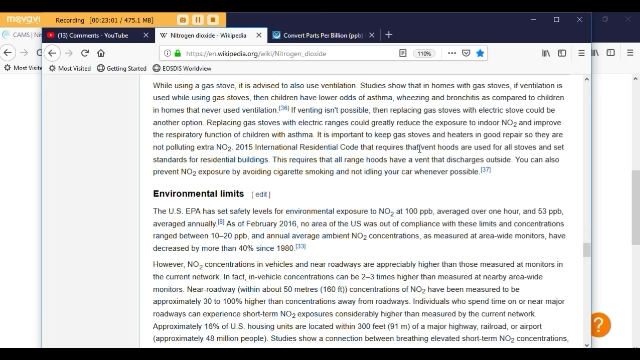 movavi Recording 00:23:01 / 475.1 MB
CAMS | Ni
(13) Comments - YouTube
Nitrogen dioxide - Wikipedia
Convert Parts Per Billion (ppb)
https://en.wikipedia.org/wiki/Nitrogen_dioxide 110%
Most Visited Getting Started EOSDIS Worldview
Most Visit
While using a gas stove, it is advised to also use ventilation. Studies show that in homes with gas stoves, if ventilation is
used while using gas stoves, then children have lower odds of asthma, wheezing and bronchitis as compared to children
in homes that never used ventilation.[36] If venting isn't possible, then replacing gas stoves with electric stove could be
another option. Replacing gas stoves with electric ranges could greatly reduce the exposure to indoor NO2 and improve
the respiratory function of children with asthma. It is important to keep gas stoves and heaters in good repair so they are
not polluting extra NO2. 2015 International Residential Code that requires that vent hoods are used for all stoves and set
standards for residential buildings. This requires that all range hoods have a vent that discharges outside. You can also
prevent NO2 exposure by avoiding cigarette smoking and not idling your car whenever possible.[37]
Environmental limits [ edit ]
The U.S. EPA has set safety levels for environmental exposure to NO2 at 100 ppb, averaged over one hour, and 53 ppb,
averaged annually.[8] As of February 2016, no area of the US was out of compliance with these limits and concentrations
ranged between 10–20 ppb, and annual average ambient NO2 concentrations, as measured at area-wide monitors, have
decreased by more than 40% since 1980.[33]
However, NO2 concentrations in vehicles and near roadways are appreciably higher than those measured at monitors in
the current network. In fact, in-vehicle concentrations can be 2–3 times higher than measured at nearby area-wide
monitors. Near-roadway (within about 50 metres (160 ft)) concentrations of NO2 have been measured to be
approximately 30 to 100% higher than concentrations away from roadways. Individuals who spend time on or near major
roadways can experience short-term NO2 exposures considerably higher than measured by the current network.
Approximately 16% of U.S. housing units are located within 300 feet (91 m) of a major highway, railroad, or airport
(approximately 48 million people). Studies show a connection between breathing elevated short-term NO2 concentrations,
?